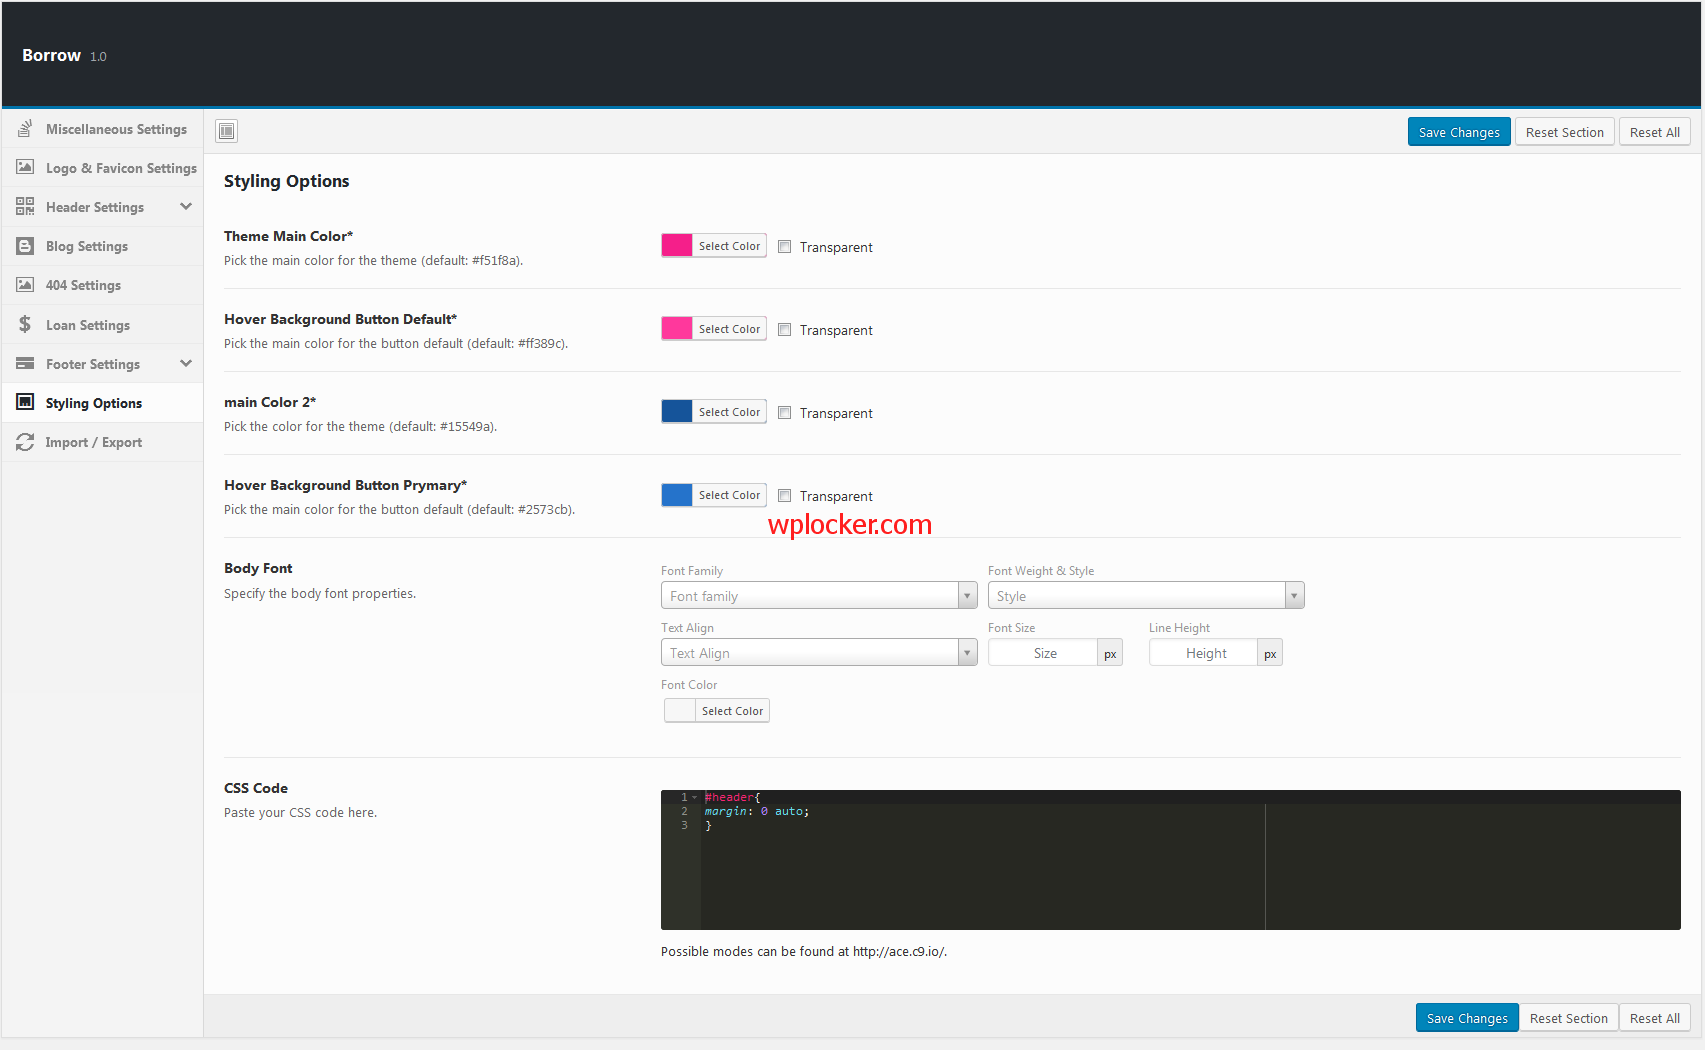 Borrow 1.0
Miscellaneous Settings
Logo & Favicon Settings
Header Settings
Blog Settings
404 Settings
Loan Settings
Footer Settings
Styling Options
Import / Export
Save Changes Reset Section Reset All
Styling Options
Theme Main Color*
Pick the main color for the theme (default: #f51f8a).
Select Color Transparent
Hover Background Button Default*
Pick the main color for the button default (default: #ff389c).
Select Color Transparent
main Color 2*
Pick the color for the theme (default: #15549a).
Select Color Transparent
Hover Background Button Prymary*
Pick the main color for the button default (default: #2573cb).
Select Color Transparent
wplocker.com
Body Font
Specify the body font properties.
Font Family Font Weight & Style
Font family Style
Text Align Font Size Line Height
Text Align Size px Height px
Font Color
Select Color
CSS Code
Paste your CSS code here.
1 #header{
2 margin: 0 auto;
3 }
Possible modes can be found at http://ace.c9.io/.
Save Changes Reset Section Reset All